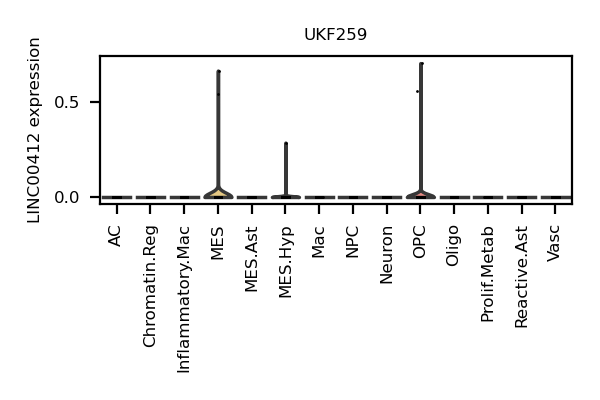 UKF259
LINC00412 expression
0.5
0.0
AC
Chromatin.Reg
Inflammatory.Mac
MES
MES.Ast
MES.Hyp
Mac
NPC
Neuron
OPC
Oligo
Prolif.Metab
Reactive.Ast
Vasc